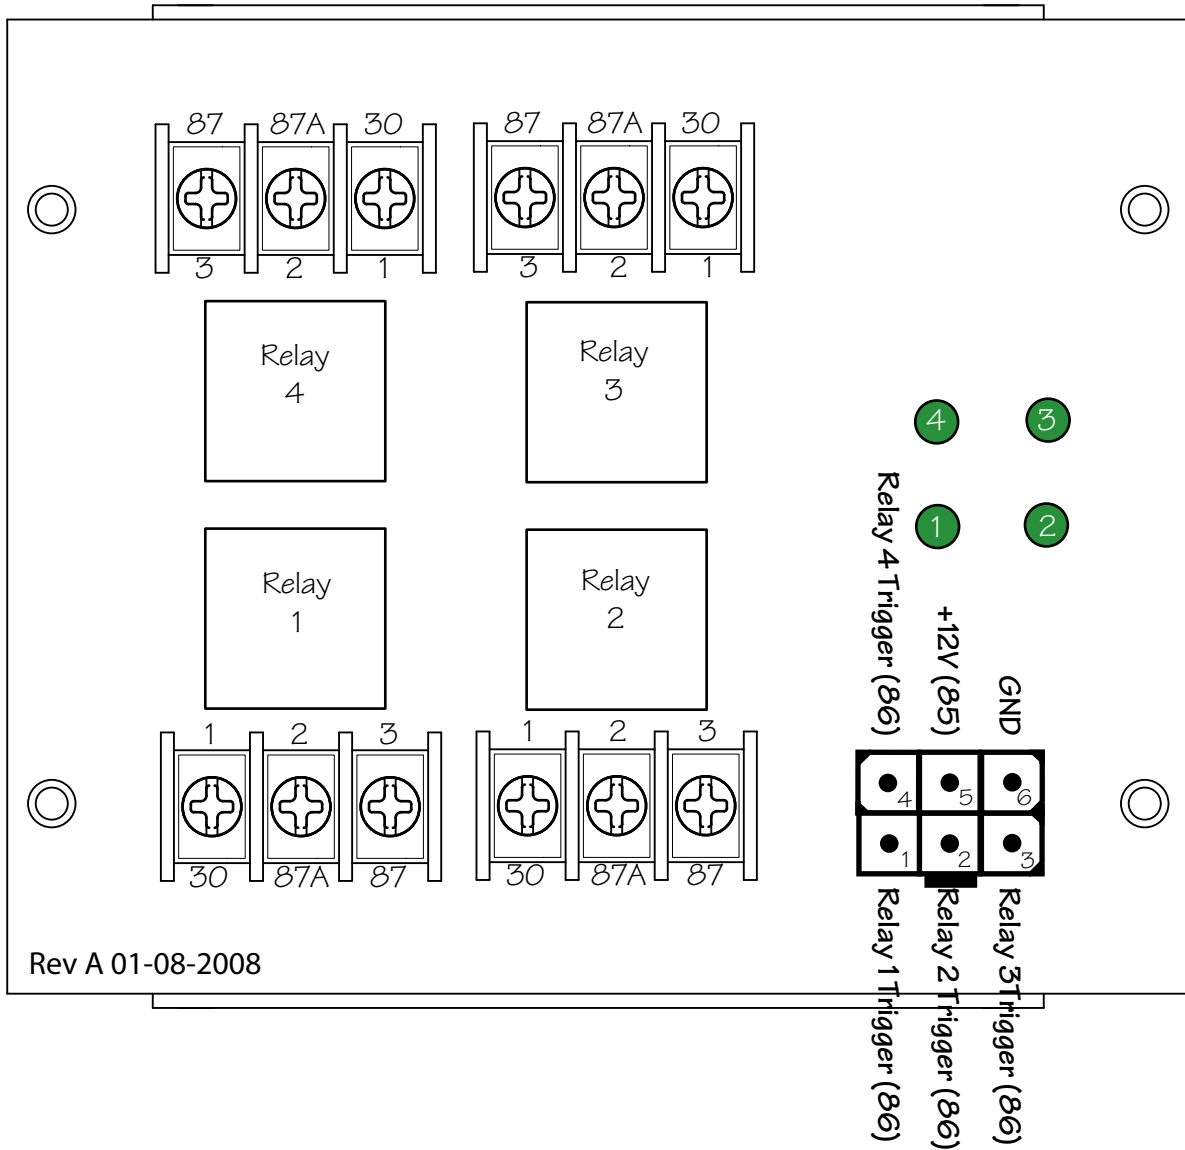 87 87A 30
87 87A 30
3 2 1
3 2 1
Relay
4
Relay
3
4
3
1
2
Relay
1
Relay
2
Relay 4 Trigger (86)
+12V (85)
GND
1 2 3
1 2 3
30 87A 87
30 87A 87
4 5 6
1 2 3
Relay 1 Trigger (86)
Relay 2 Trigger (86)
Relay 3 Trigger (86)
Rev A 01-08-2008